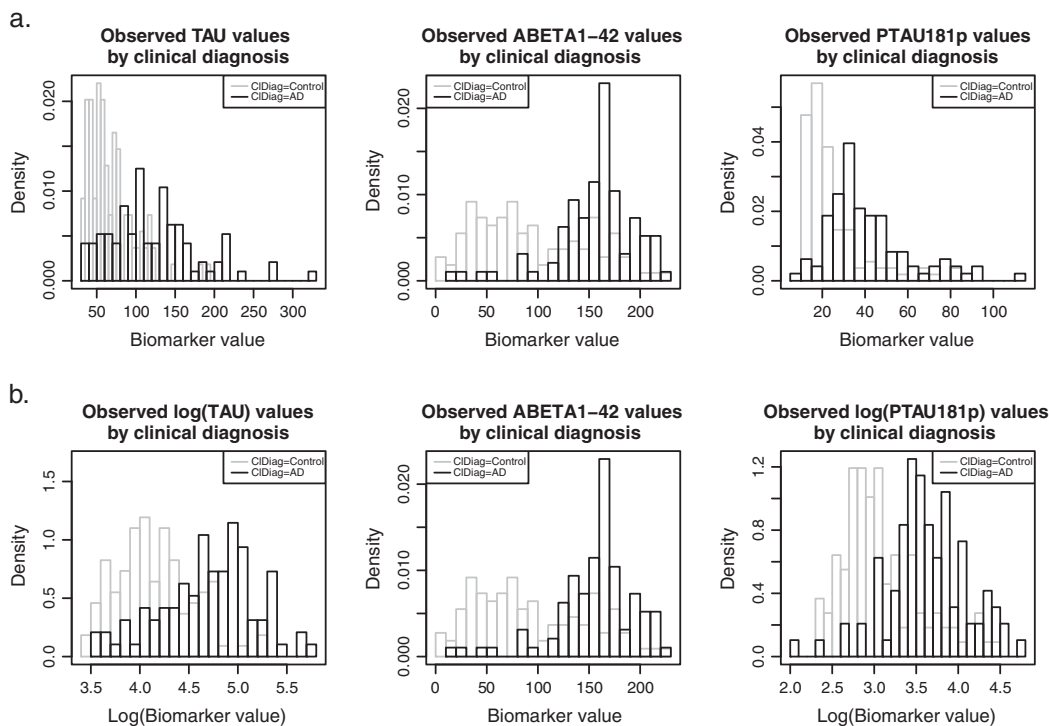 a.
Observed TAU values
by clinical diagnosis
ClDiag=Control
ClDiag=AD
Density
0.000
0.010
0.020
50
100
150
200
250
300
Biomarker value
Observed ABETA1−42 values
by clinical diagnosis
ClDiag=Control
ClDiag=AD
Density
0.000
0.010
0.020
0
50
100
150
200
Biomarker value
Observed PTAU181p values
by clinical diagnosis
ClDiag=Control
ClDiag=AD
Density
0.00
0.02
0.04
20
40
60
80
100
Biomarker value
b.
Observed log(TAU) values
by clinical diagnosis
ClDiag=Control
ClDiag=AD
Density
0.0
0.5
1.0
1.5
3.5
4.0
4.5
5.0
5.5
Log(Biomarker value)
Observed ABETA1−42 values
by clinical diagnosis
ClDiag=Control
ClDiag=AD
Density
0.000
0.010
0.020
0
50
100
150
200
Biomarker value
Observed log(PTAU181p) values
by clinical diagnosis
ClDiag=Control
ClDiag=AD
Density
0.0
0.4
0.8
1.2
2.0
2.5
3.0
3.5
4.0
4.5
Log(Biomarker value)